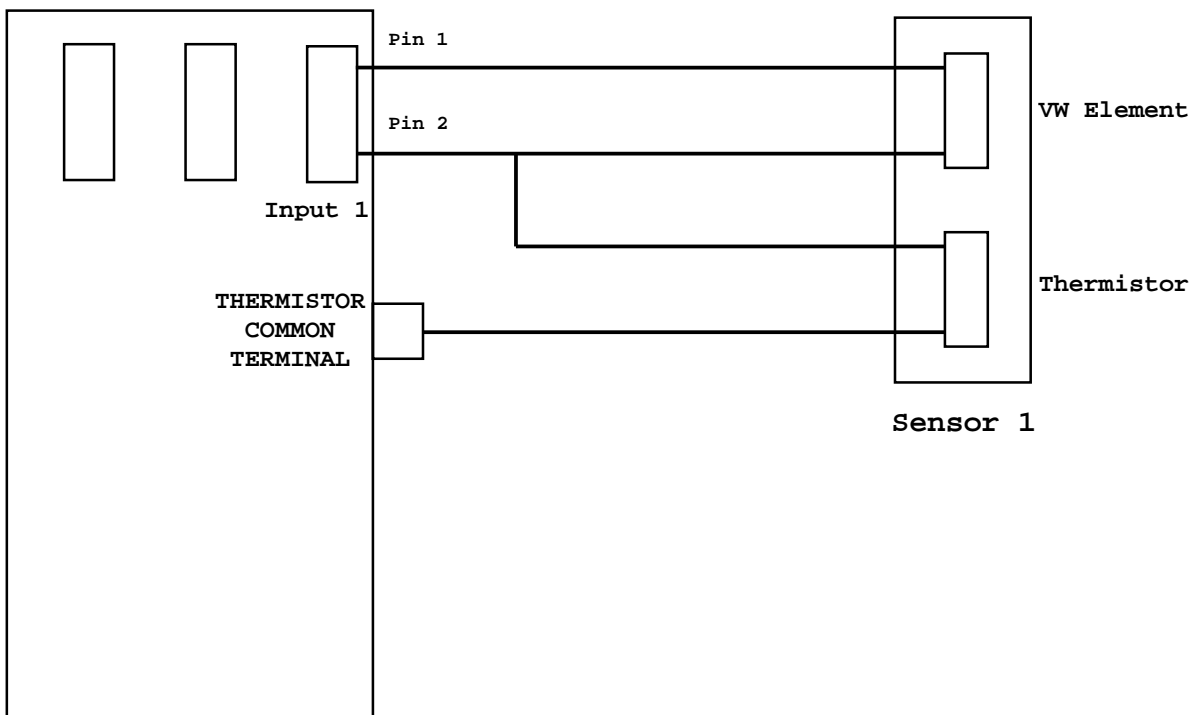 Pin 1
VW Element
Pin 2
Input 1
Thermistor
THERMISTOR
COMMON
TERMINAL
Sensor 1